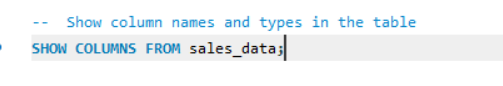 --  Show column names and types in the table
SHOW COLUMNS FROM sales_data;